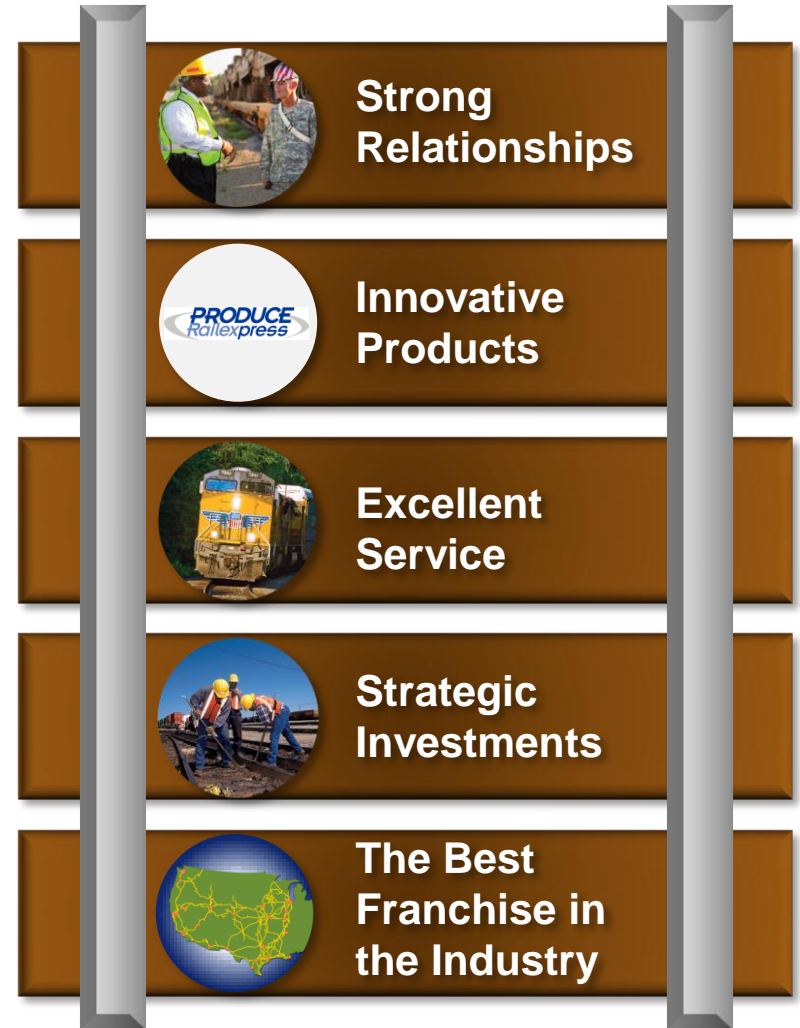 Strong
Relationships
PRODUCE
Railexpress
Innovative
Products
Excellent
Service
Strategic
Investments
The Best
Franchise in
the Industry